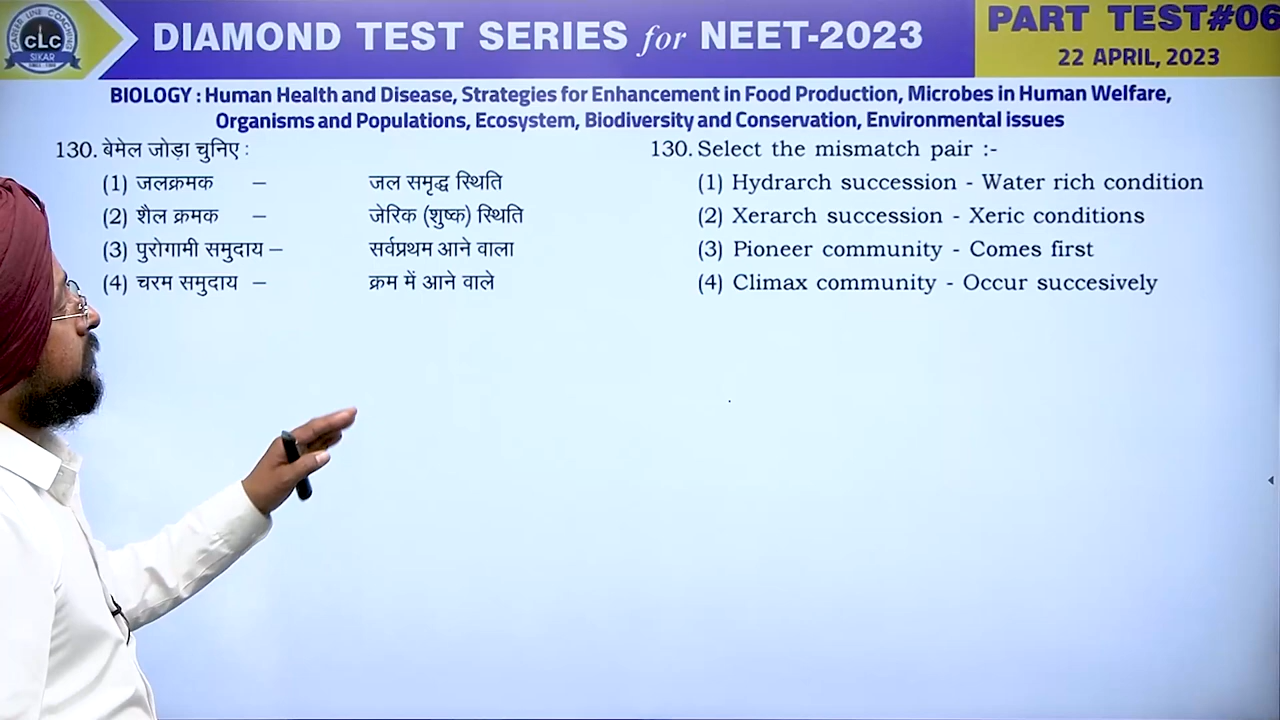 CAREER LINE COACHING
CLC
SIKAR
DIAMOND TEST SERIES for NEET-2023
PART TEST#06
22 APRIL, 2023
BIOLOGY : Human Health and Disease, Strategies for Enhancement in Food Production, Microbes in Human Welfare,
Organisms and Populations, Ecosystem, Biodiversity and Conservation, Environmental issues
130. बेमेल जोड़ा चुनिए :
(1) जलक्रमक – जल समृद्ध स्थिति
(2) शैल क्रमक – जेरिक (शुष्क) स्थिति
(3) पुरोगामी समुदाय – सर्वप्रथम आने वाला
(4) चरम समुदाय – क्रम में आने वाले
130. Select the mismatch pair :-
(1) Hydrarch succession - Water rich condition
(2) Xerarch succession - Xeric conditions
(3) Pioneer community - Comes first
(4) Climax community - Occur succesively